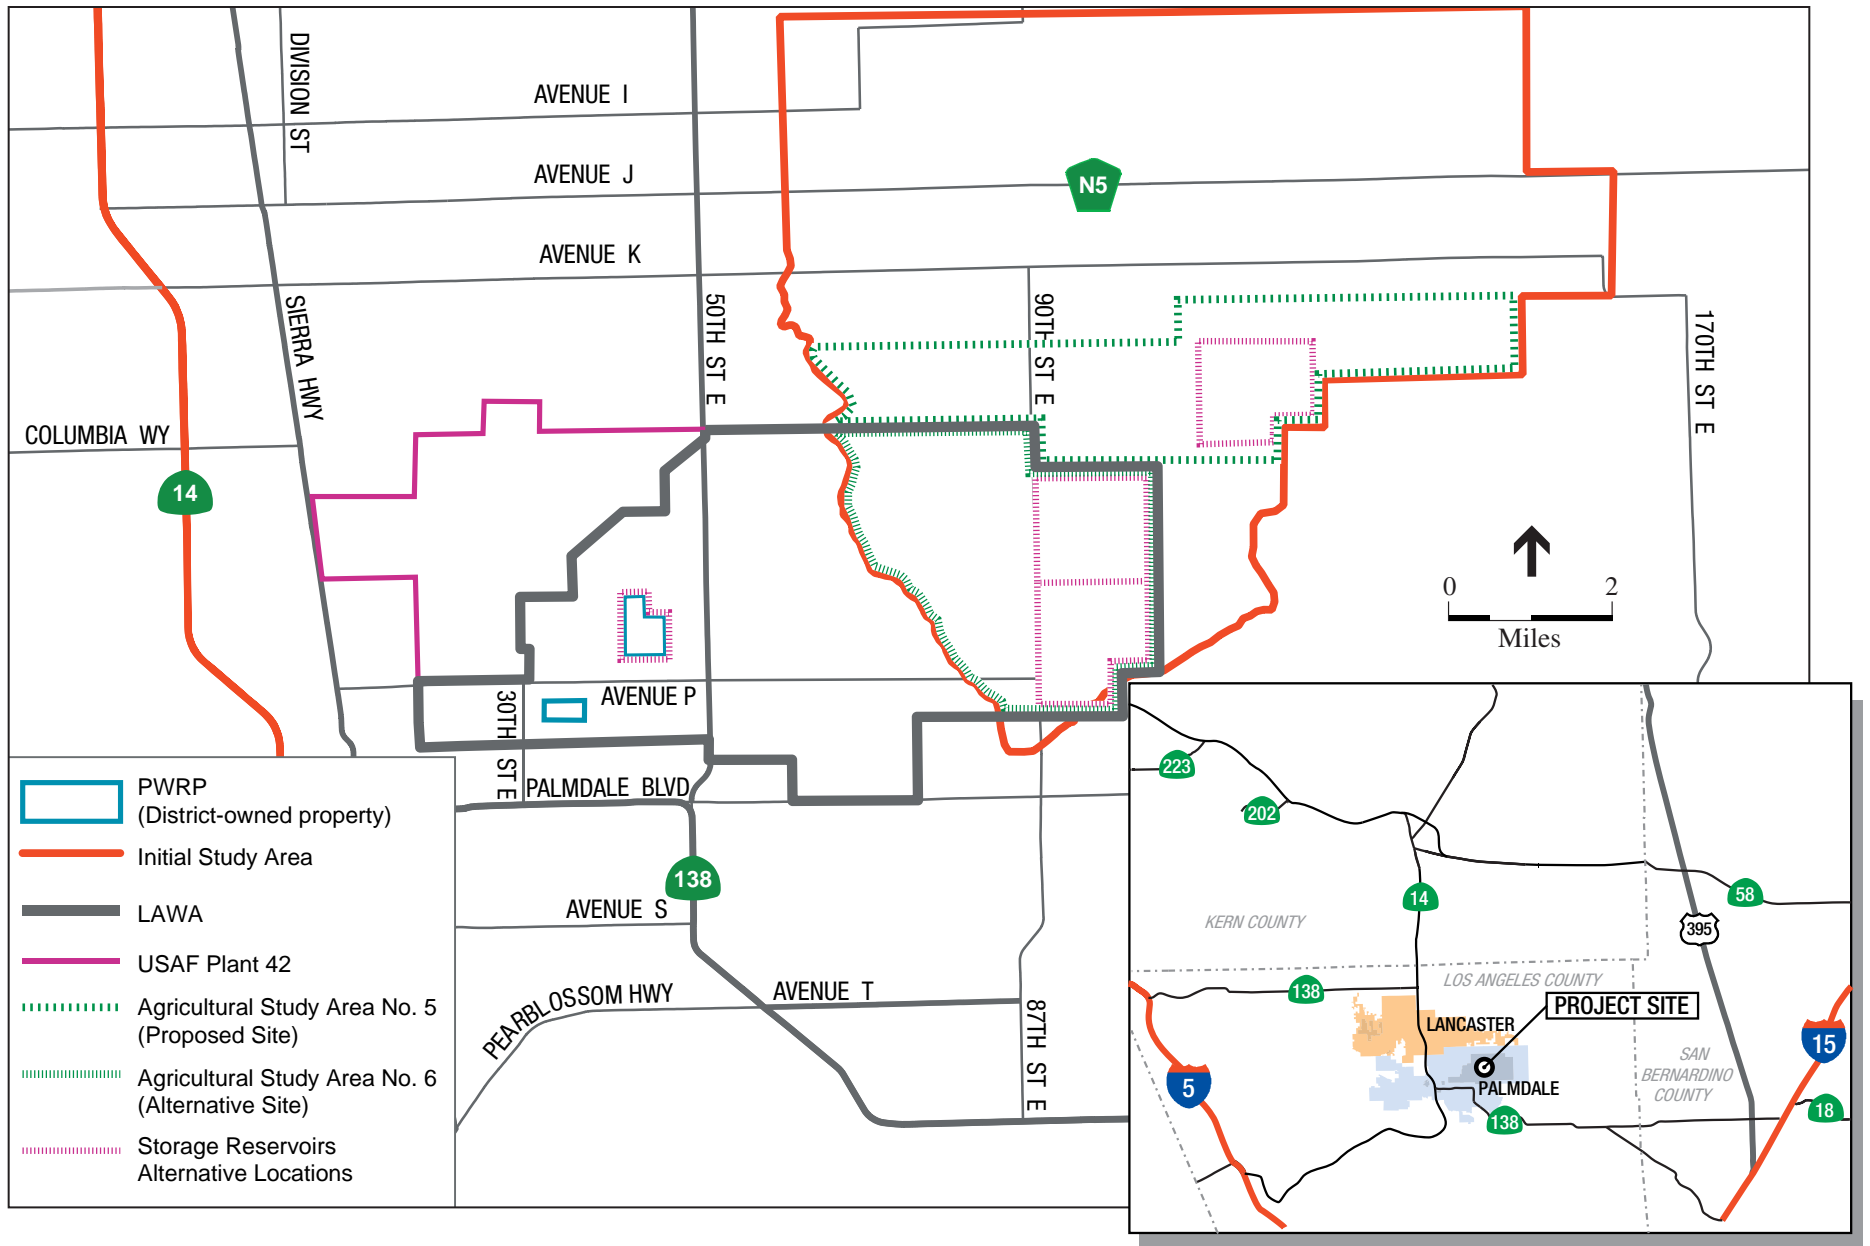 DIVISION ST
AVENUE I
AVENUE J
N5
AVENUE K
SIERRA HWY
50TH ST E
90TH ST E
170TH ST E
COLUMBIA WY
14
0
2
Miles
30TH ST E
AVENUE P
PALMDALE BLVD
138
AVENUE S
PEARBLOSSOM HWY
AVENUE T
87TH ST E
PWRP
(District-owned property)
Initial Study Area
LAWA
USAF Plant 42
Agricultural Study Area No. 5
(Proposed Site)
Agricultural Study Area No. 6
(Alternative Site)
Storage Reservoirs
Alternative Locations
223
202
14
58
395
KERN COUNTY
LOS ANGELES COUNTY
138
PROJECT SITE
LANCASTER
15
SAN
BERNARDINO
COUNTY
5
PALMDALE
138
18